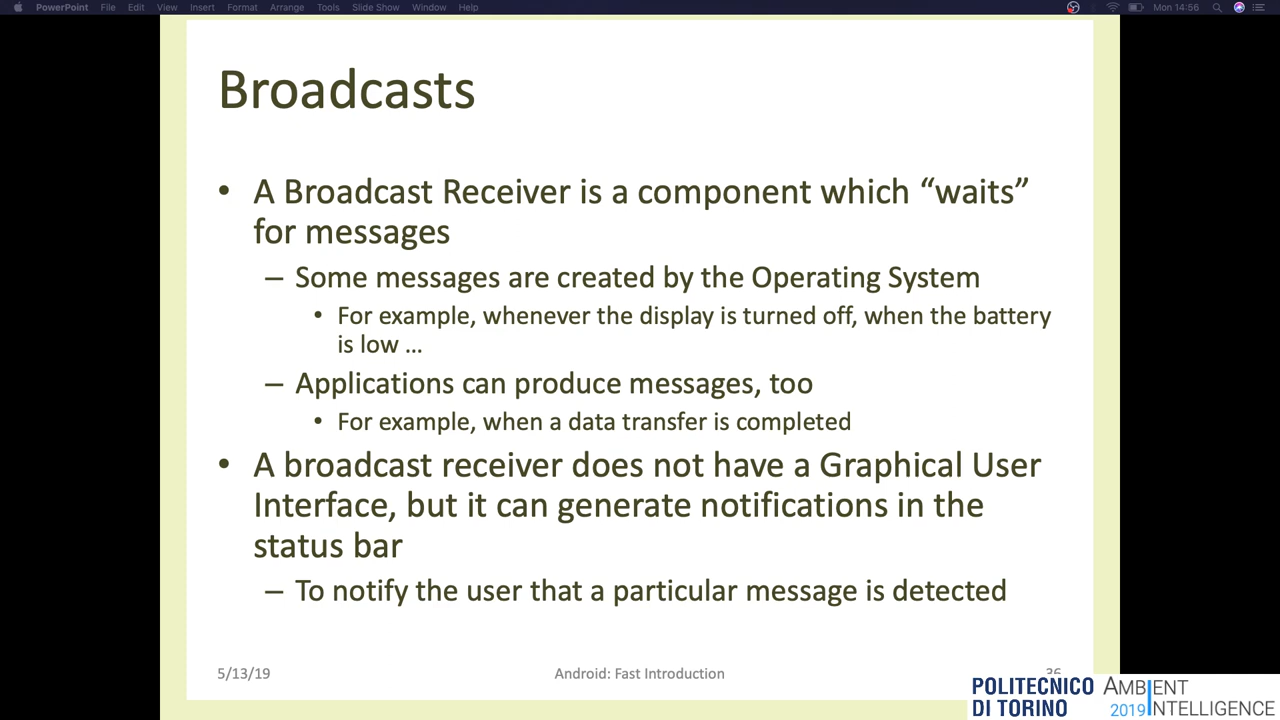 PowerPoint File Edit View Insert Format Arrange Tools Slide Show Window Help Mon 14:56
Broadcasts
• A Broadcast Receiver is a component which “waits”
for messages
– Some messages are created by the Operating System
• For example, whenever the display is turned off, when the battery
is low …
– Applications can produce messages, too
• For example, when a data transfer is completed
• A broadcast receiver does not have a Graphical User
Interface, but it can generate notifications in the
status bar
– To notify the user that a particular message is detected
5/13/19 Android: Fast Introduction 36
POLITECNICO
DI TORINO
AMBIENT
2019 INTELLIGENCE